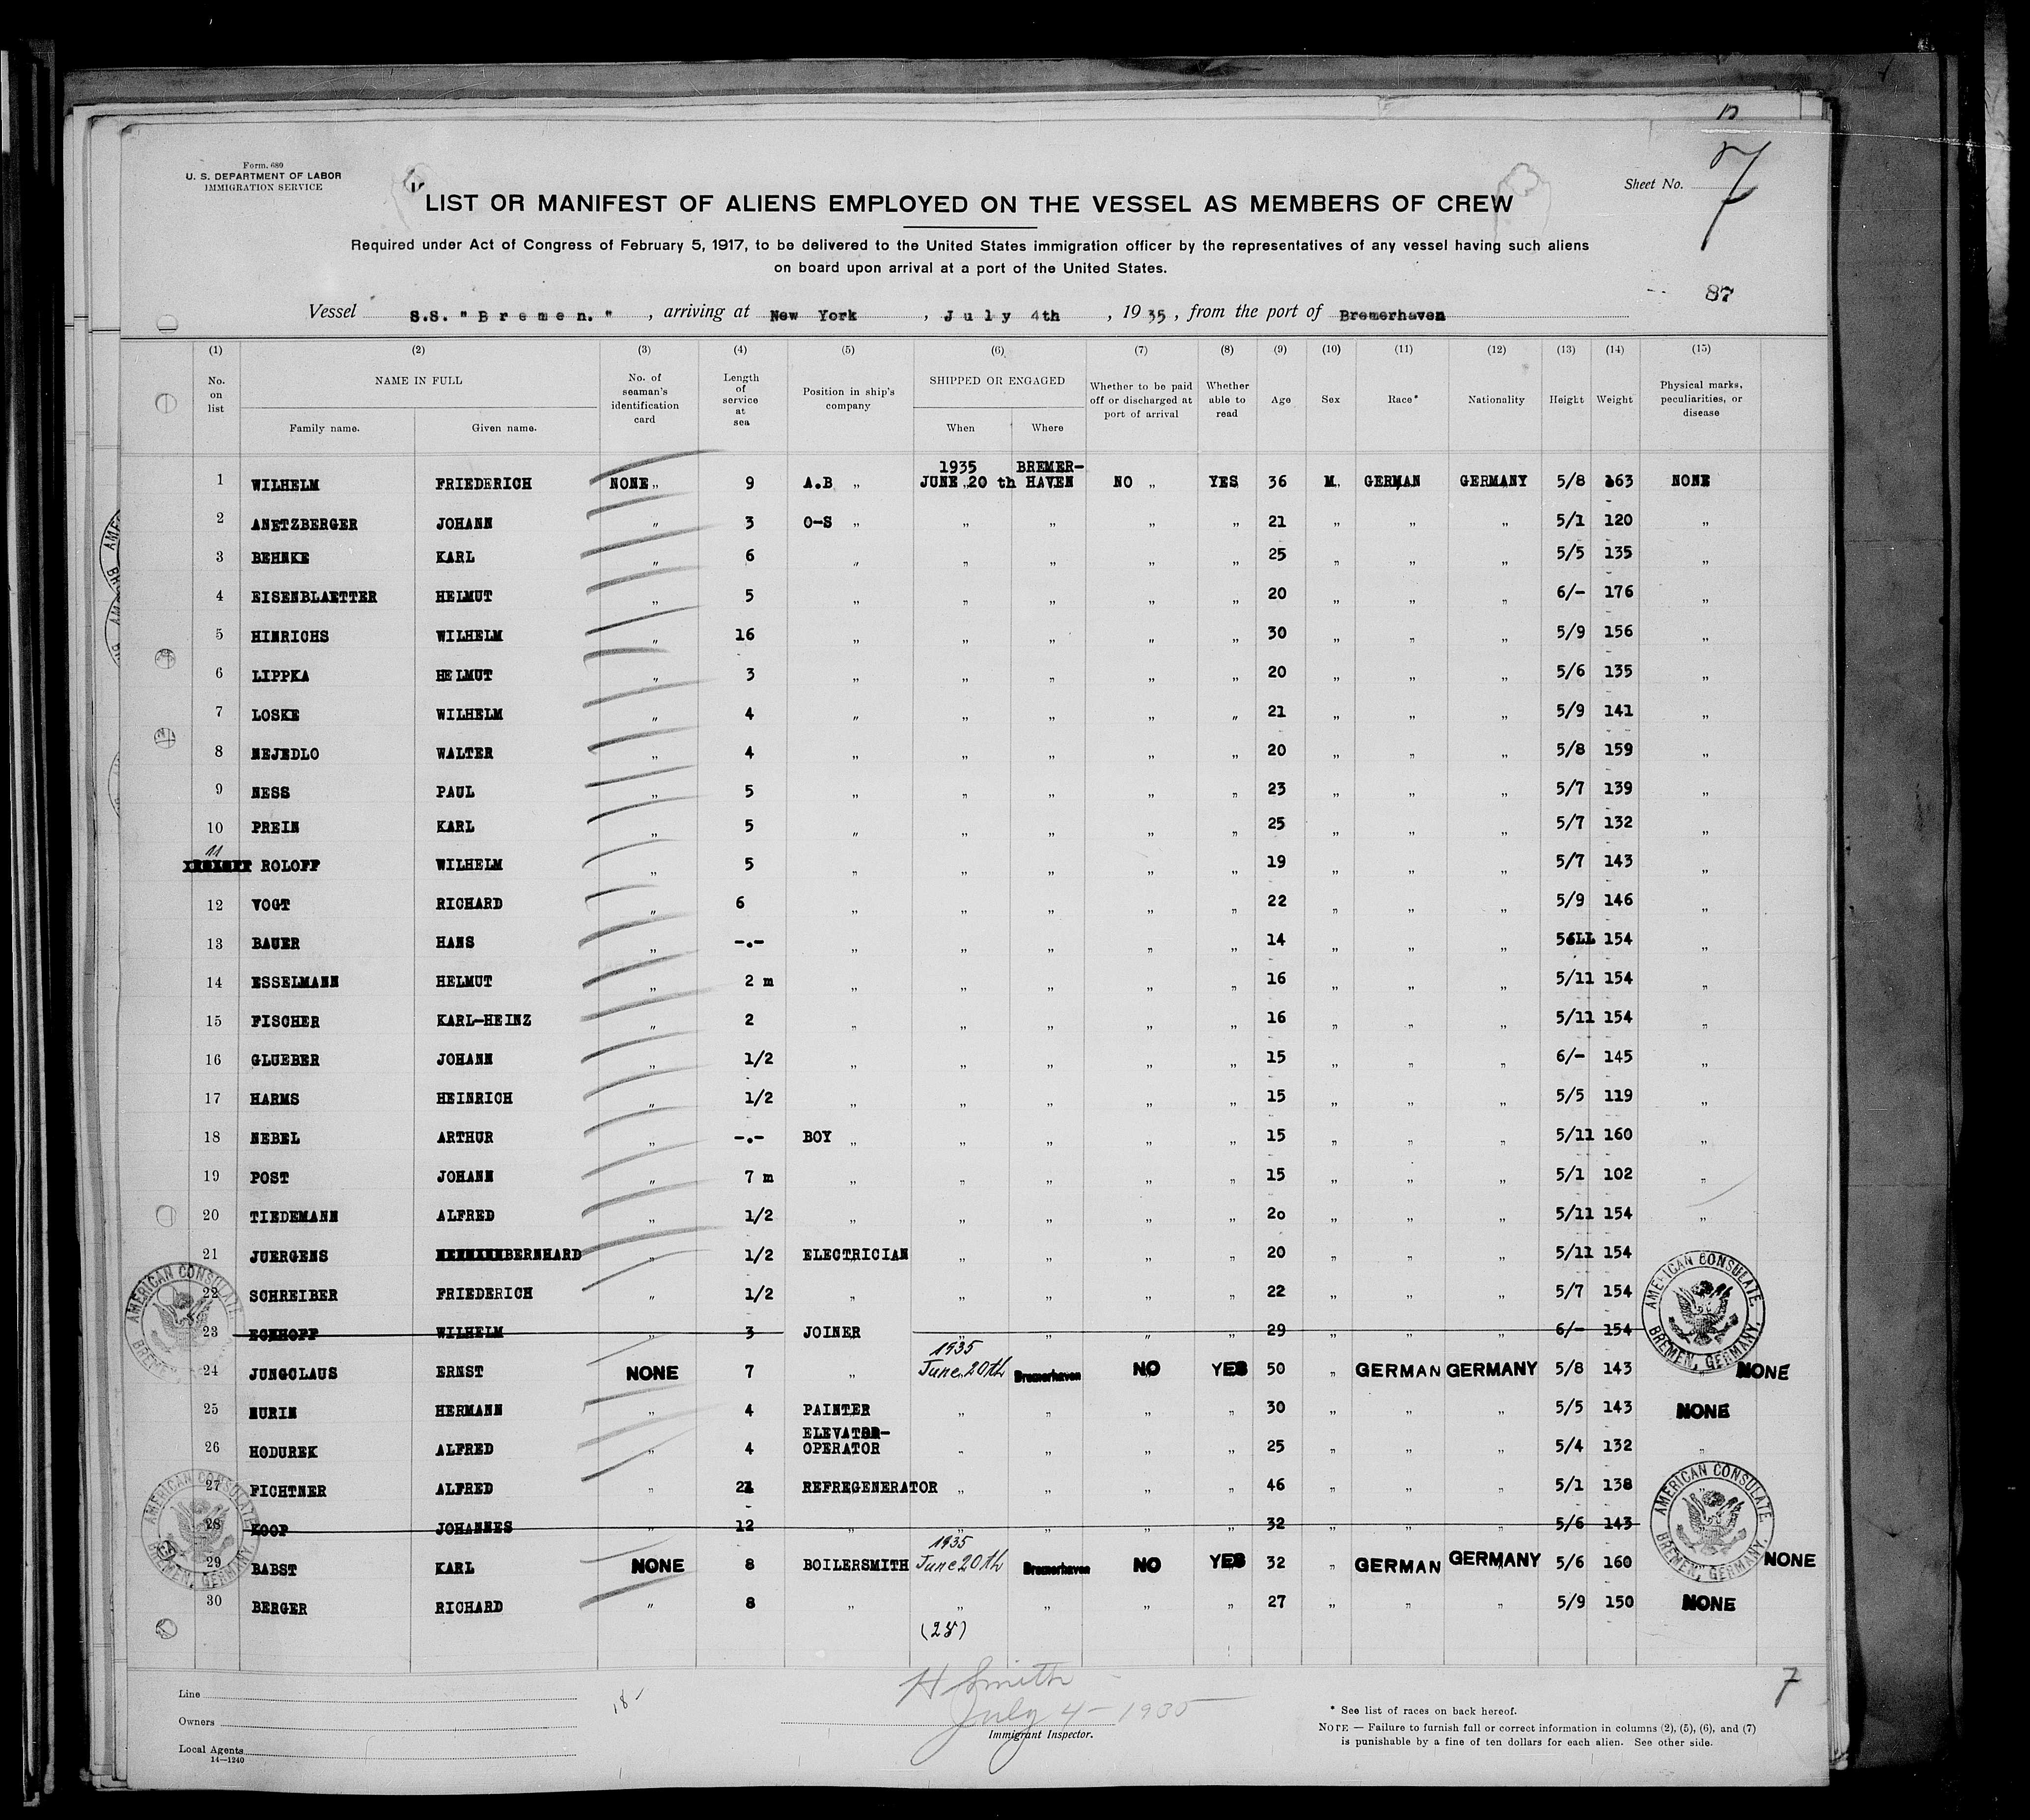 Form. 689
U. S. DEPARTMENT OF LABOR
IMMIGRATION SERVICE
Sheet No. 7
LIST OR MANIFEST OF ALIENS EMPLOYED ON THE VESSEL AS MEMBERS OF CREW
Required under Act of Congress of February 5, 1917, to be delivered to the United States immigration officer by the representatives of any vessel having such aliens
on board upon arrival at a port of the United States.
87
Vessel S.S. "Bremen." , arriving at New York , July 4th , 1935, from the port of Bremerhaven
(1) (2) (3) (4) (5) (6) (7) (8) (9) (10) (11) (12) (13) (14) (15)
No. on list NAME IN FULL Family name. Given name. No. of seaman's identification card Length of service at sea Position in ship's company SHIPPED OR ENGAGED When Where Whether to be paid off or discharged at port of arrival Whether able to read Age Sex Race* Nationality Height Weight Physical marks, peculiarities, or disease
1935 BREMER-
1 WILHELM FRIEDERICH NONE „ 9 A.B „ JUNE 20 th HAVEN NO „ YES 36 M. GERMAN GERMANY 5/8 163 NONE
2 ANETZBERGER JOHANN „ 3 O-S „ „ „ „ „ 21 „ „ „ 5/1 120 „
3 BEHNKE KARL „ 6 „ „ „ „ „ 25 „ „ „ 5/5 135 „
4 EISENBLAETTER HELMUT „ 5 „ „ „ „ „ 20 „ „ „ 6/- 176 „
5 HINRICHS WILHELM „ 16 „ „ „ „ „ 30 „ „ „ 5/9 156 „
6 LIPPKA HELMUT „ 3 „ „ „ „ „ 20 „ „ „ 5/6 135 „
7 LOSKE WILHELM „ 4 „ „ „ „ „ 21 „ „ „ 5/9 141 „
8 NEJEDLO WALTER „ 4 „ „ „ „ „ 20 „ „ „ 5/8 159 „
9 NESS PAUL „ 5 „ „ „ „ „ 23 „ „ „ 5/7 139 „
10 PREIN KARL „ 5 „ „ „ „ „ 25 „ „ „ 5/7 132 „
11 ROLOFF WILHELM „ 5 „ „ „ „ „ 19 „ „ „ 5/7 143 „
12 VOGT RICHARD „ 6 „ „ „ „ „ 22 „ „ „ 5/9 146 „
13 BAUER HANS „ -.- „ „ „ „ „ 14 „ „ „ 154 „
14 ESSELMANN HELMUT „ 2 m „ „ „ „ „ 16 „ „ „ 5/11 154 „
15 FISCHER KARL-HEINZ „ 2 „ „ „ „ „ 16 „ „ „ 5/11 154 „
16 GLUEBER JOHANN „ 1/2 „ „ „ „ „ 15 „ „ „ 6/- 145 „
17 HARMS HEINRICH „ 1/2 „ „ „ „ „ 15 „ „ „ 5/5 119 „
18 NEBEL ARTHUR „ -.- BOY „ „ „ „ „ 15 „ „ „ 5/11 160 „
19 POST JOHANN „ 7 m „ „ „ „ „ 15 „ „ „ 5/1 102 „
20 TIEDEMANN ALFRED „ 1/2 „ „ „ „ „ 2o „ „ „ 5/11 154 „
21 JUERGENS BERNHARD „ 1/2 ELECTRICIAN „ „ „ „ 20 „ „ „ 5/11 154
22 SCHREIBER FRIEDERICH „ 1/2 „ „ „ „ „ 22 „ „ „ 5/7 154
23 ECKHOFF WILHELM „ 3 JOINER „ „ „ „ 29 „ „ „ 6/- 154
1935
24 JUNGCLAUS ERNST NONE 7 „ June 20th Bremerhaven NO YES 50 „ GERMAN GERMANY 5/8 143 NONE
25 NURIN HERMANN „ 4 PAINTER „ „ „ „ 30 „ „ „ 5/5 143 NONE
ELEVATOR-
26 HODUREK ALFRED „ 4 OPERATOR „ „ „ „ 25 „ „ „ 5/4 132 „
27 FICHTNER ALFRED „ REFREGENERATOR „ „ „ „ 46 „ „ „ 5/1 138 „
28 KOOP JOHANNES „ 12 „ „ „ „ „ 32 „ „ „ 5/6 143
1935
29 BABST KARL NONE 8 BOILERSMITH June 20th Bremerhaven NO YES 32 „ GERMAN GERMANY 5/6 160 NONE
30 BERGER RICHARD „ 8 „ „ „ „ „ 27 „ „ „ 5/9 150 NONE
AMERICAN CONSULATE BREMEN, GERMANY.
AMERICAN CONSULATE, BREMEN, GERMANY.
AMERICAN CONSULATE BREMEN, GERMANY.
AMERICAN CONSULATE BREMEN, GERMANY.
7
H Smith
July 4 - 1935
Immigrant Inspector.
Line
Owners
Local Agents
14—1240
18-
* See list of races on back hereof.
NOTE — Failure to furnish full or correct information in columns (2), (5), (6), and (7)
is punishable by a fine of ten dollars for each alien. See other side.